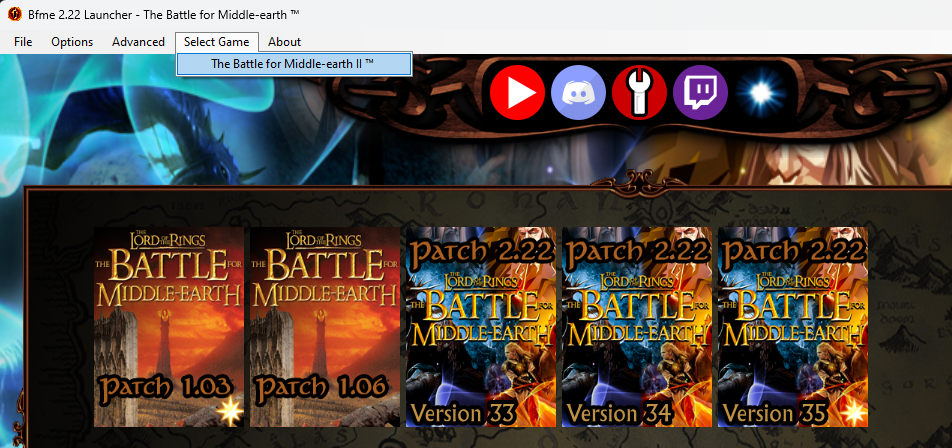 Bfme 2.22 Launcher - The Battle for Middle-earth ™
File Options Advanced Select Game About
The Battle for Middle-earth II ™
THE
LORD OF THE RINGS
THE BATTLE FOR
MIDDLE-EARTH
Patch 1.03
THE
LORD OF THE RINGS
THE BATTLE FOR
MIDDLE-EARTH
Patch 1.06
Patch 2.22
THE
LORD OF THE RINGS
THE BATTLE FOR
MIDDLE-EARTH
Version 33
Patch 2.22
THE
LORD OF THE RINGS
THE BATTLE FOR
MIDDLE-EARTH
Version 34
Patch 2.22
THE
LORD OF THE RINGS
THE BATTLE FOR
MIDDLE-EARTH
Version 35